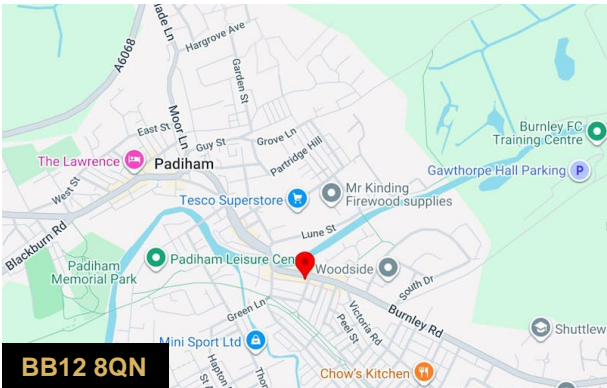 Hargrove Ave
A6068
Moor Ln
Garden St
East St
Guy St
Grove Ln
Partridge Hill
Burnley FC
Training Centre
The Lawrence
Padiham
Gawthorpe Hall Parking
P
West St
Tesco Superstore
Mr Kinding
Firewood supplies
Blackburn Rd
Lune St
Padiham
Memorial Park
Padiham Leisure Cen
Woodside
South Dr
Green Ln
Victoria Rd
Peel St
Burnley Rd
Mini Sport Ltd
Shuttlew
Chow's Kitchen
BB12 8QN